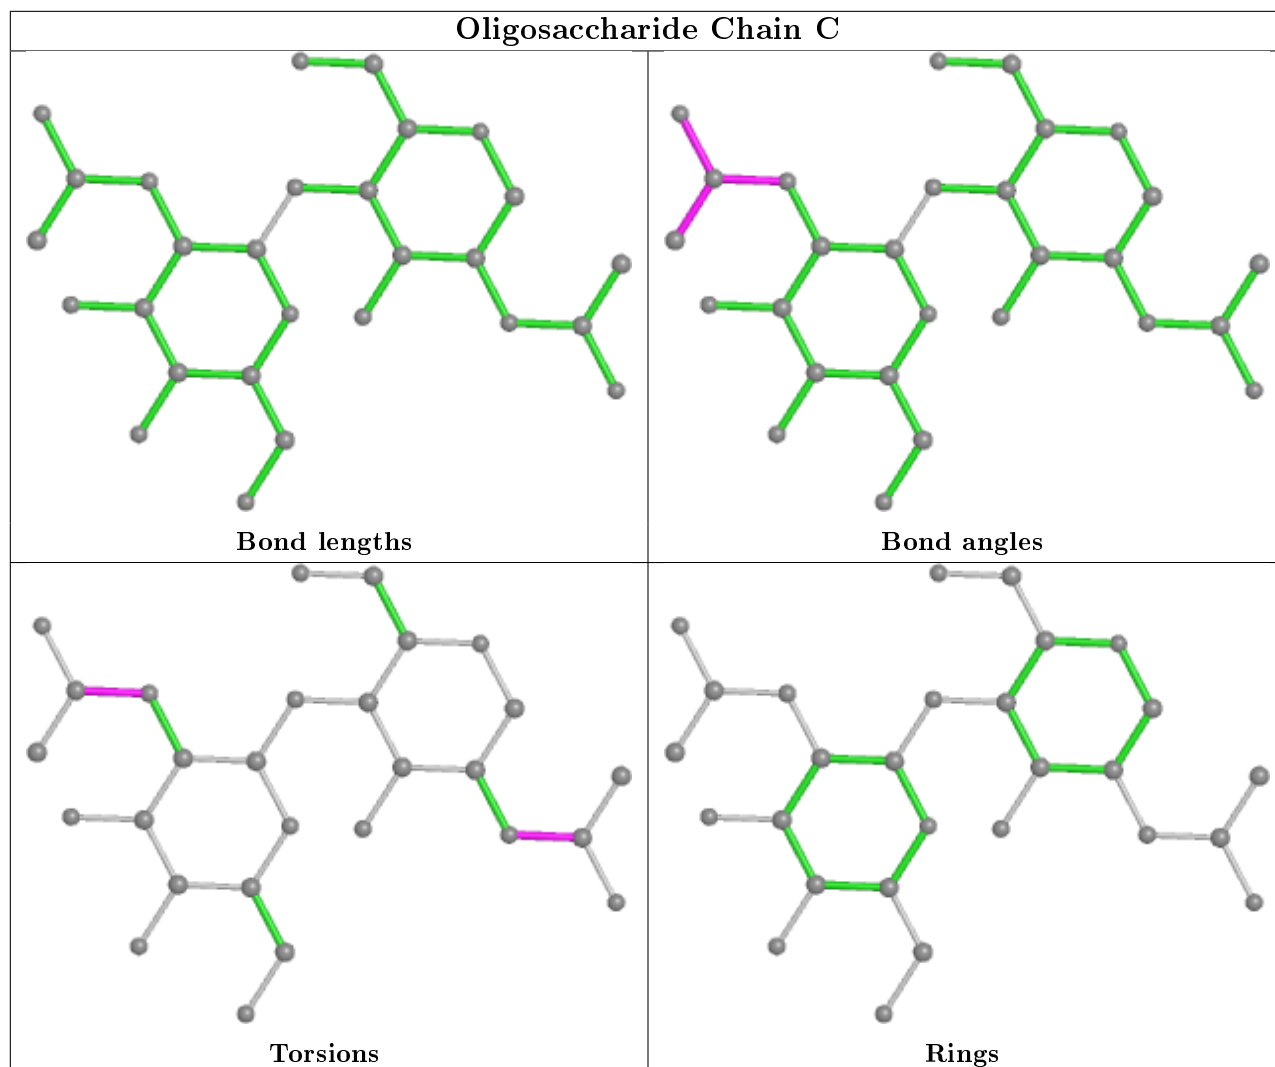 Oligosaccharide Chain C
Bond lengths
Bond angles
Torsions
Rings